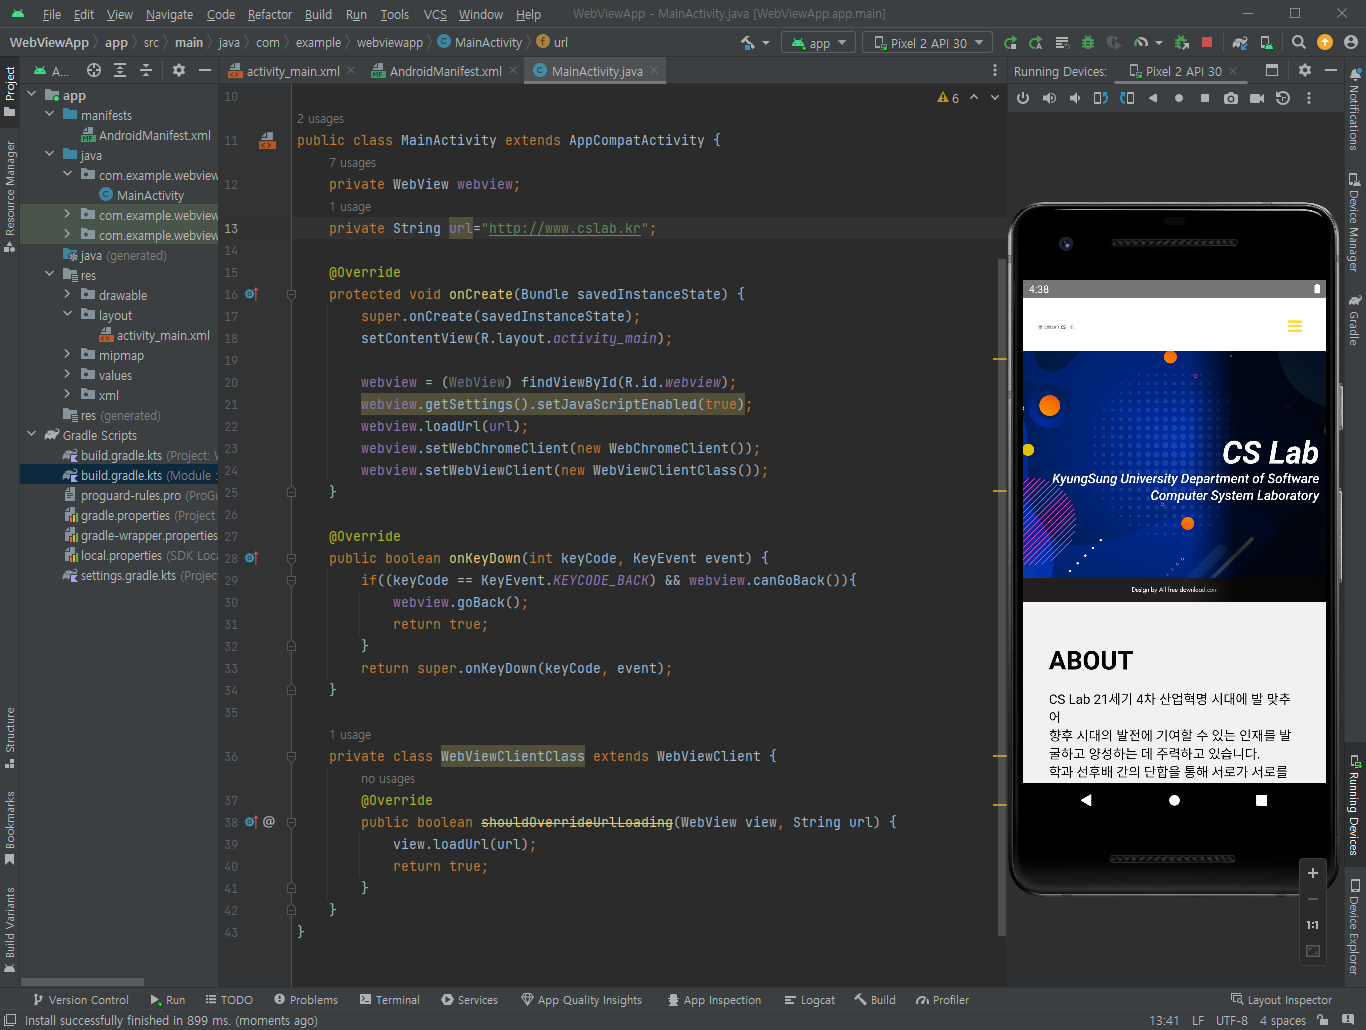 File Edit View Navigate Code Refactor Build Run Tools VCS Window Help WebViewApp - MainActivity.java [WebViewApp.app.main]
WebViewApp app src main java com example webviewapp MainActivity url app Pixel 2 API 30
Project
Resource Manager
Structure
Bookmarks
Build Variants
A...
app
manifests
AndroidManifest.xml
java
com.example.webview
MainActivity
com.example.webview
com.example.webview
java (generated)
res
drawable
layout
activity_main.xml
mipmap
values
xml
res (generated)
Gradle Scripts
build.gradle.kts (Project:
build.gradle.kts (Module :
proguard-rules.pro (ProGu
gradle.properties (Project
gradle-wrapper.properties
local.properties (SDK Loca
settings.gradle.kts (Projec
activity_main.xml AndroidManifest.xml MainActivity.java
6
10
2 usages
11 public class MainActivity extends AppCompatActivity {
7 usages
12 private WebView webview;
1 usage
13 private String url="http://www.cslab.kr";
14
15 @Override
16 protected void onCreate(Bundle savedInstanceState) {
17 super.onCreate(savedInstanceState);
18 setContentView(R.layout.activity_main);
19
20 webview = (WebView) findViewById(R.id.webview);
21 webview.getSettings().setJavaScriptEnabled(true);
22 webview.loadUrl(url);
23 webview.setWebChromeClient(new WebChromeClient());
24 webview.setWebViewClient(new WebViewClientClass());
25 }
26
27 @Override
28 public boolean onKeyDown(int keyCode, KeyEvent event) {
29 if((keyCode == KeyEvent.KEYCODE_BACK) && webview.canGoBack()){
30 webview.goBack();
31 return true;
32 }
33 return super.onKeyDown(keyCode, event);
34 }
35
1 usage
36 private class WebViewClientClass extends WebViewClient {
no usages
37 @Override
38 @ public boolean shouldOverrideUrlLoading(WebView view, String url) {
39 view.loadUrl(url);
40 return true;
41 }
42 }
43 }
Running Devices: Pixel 2 API 30
4:38
CS Lab
KyungSung University Department of Software
Computer System Laboratory
Design by All-free-download.com
ABOUT
CS Lab 21세기 4차 산업혁명 시대에 발 맞추
어
향후 시대의 발전에 기여할 수 있는 인재를 발
굴하고 양성하는 데 주력하고 있습니다.
학과 선후배 간의 단합을 통해 서로가 서로를
1:1
Notifications
Device Manager
Gradle
Running Devices
Device Explorer
Version Control Run TODO Problems Terminal Services App Quality Insights App Inspection Logcat Build Profiler Layout Inspector
Install successfully finished in 899 ms. (moments ago) 13:41 LF UTF-8 4 spaces